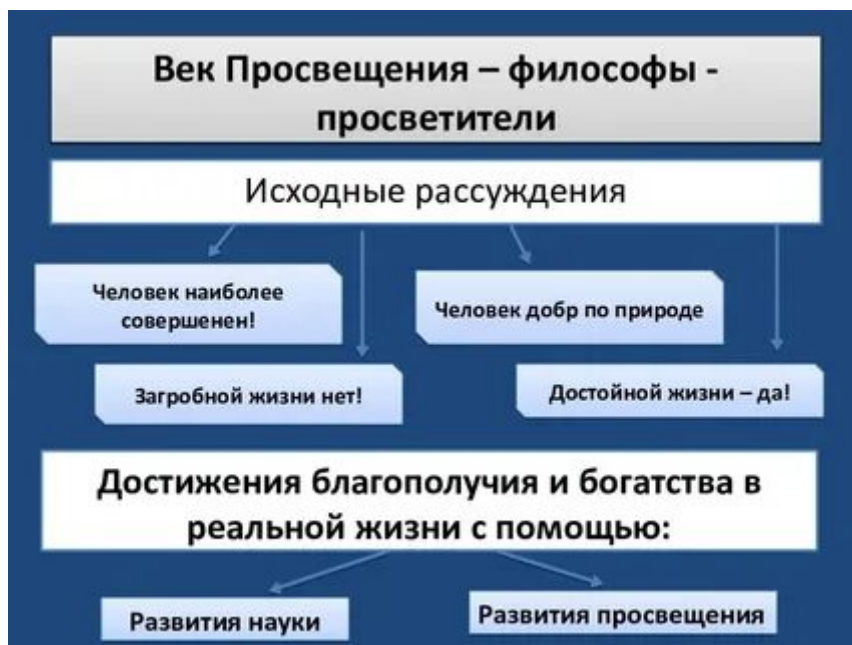 Век Просвещения – философы -
просветители
Исходные рассуждения
Человек наиболее
совершенен!
Человек добр по природе
Загробной жизни нет!
Достойной жизни – да!
Достижения благополучия и богатства в
реальной жизни с помощью:
Развития науки
Развития просвещения